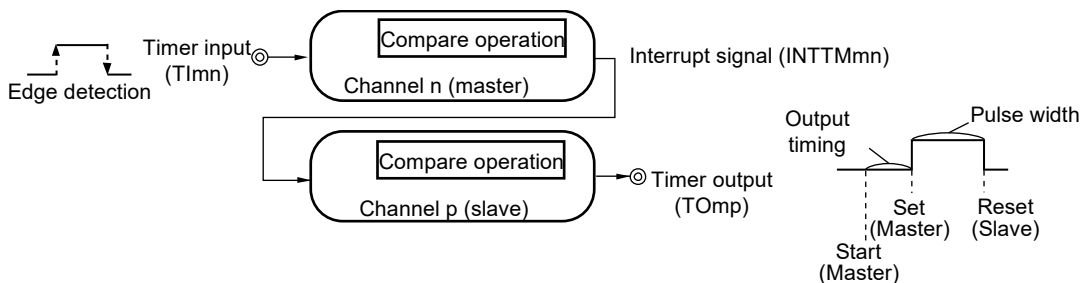 Compare operation
Timer input
(TImn)
Edge detection
Interrupt signal (INTTMmn)
Channel n (master)
Output
timing
Pulse width
Compare operation
Timer output
(TOmp)
Channel p (slave)
Set
(Master)
Reset
(Slave)
Start
(Master)